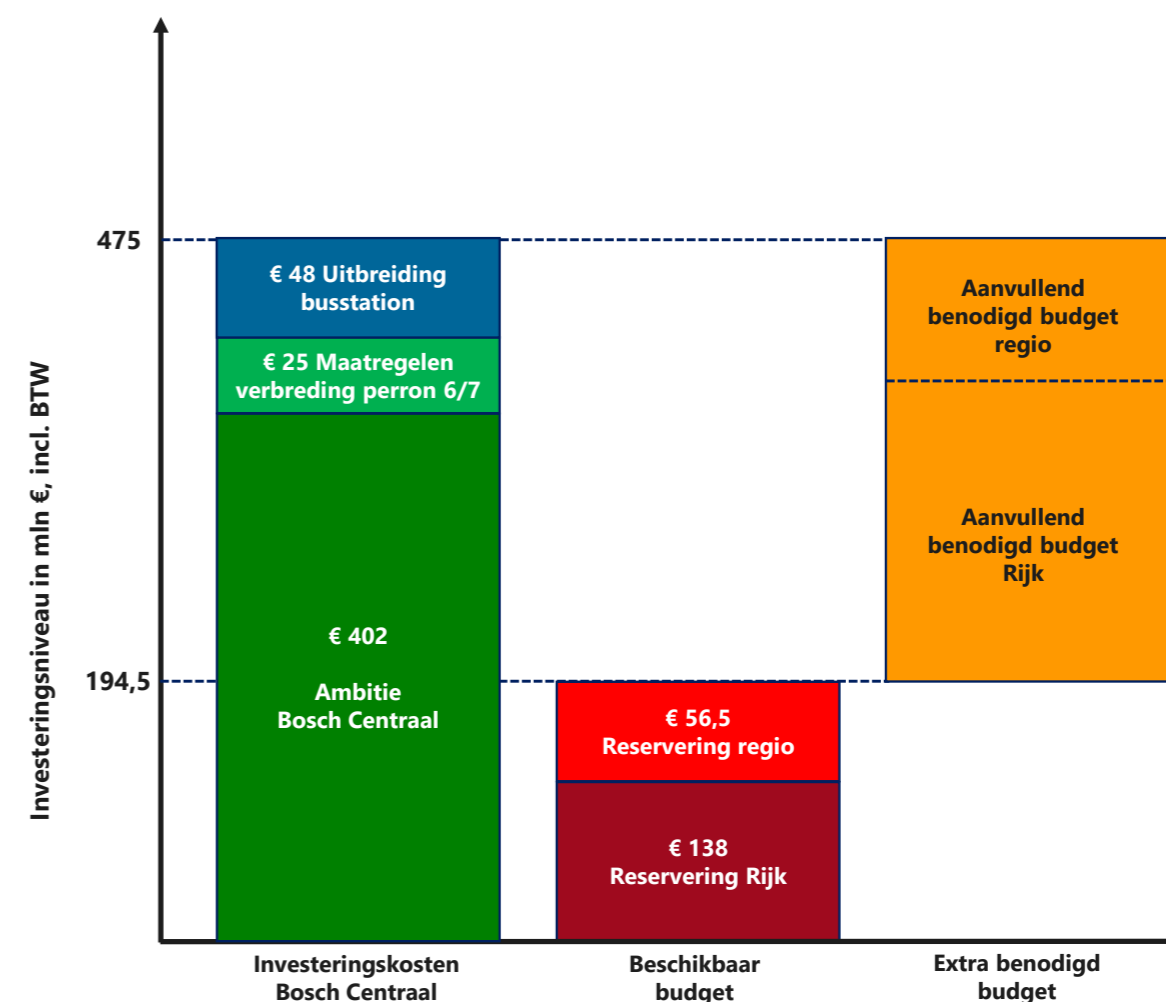 Investeringsniveau in mln €, incl. BTW
475
194,5
€ 48 Uitbreiding
busstation
€ 25 Maatregelen
verbreding perron 6/7
€ 402
Ambitie
Bosch Centraal
€ 56,5
Reservering regio
€ 138
Reservering Rijk
Aanvullend
benodigd budget
regio
Aanvullend
benodigd budget
Rijk
Investeringskosten
Bosch Centraal
Beschikbaar
budget
Extra benodigd
budget